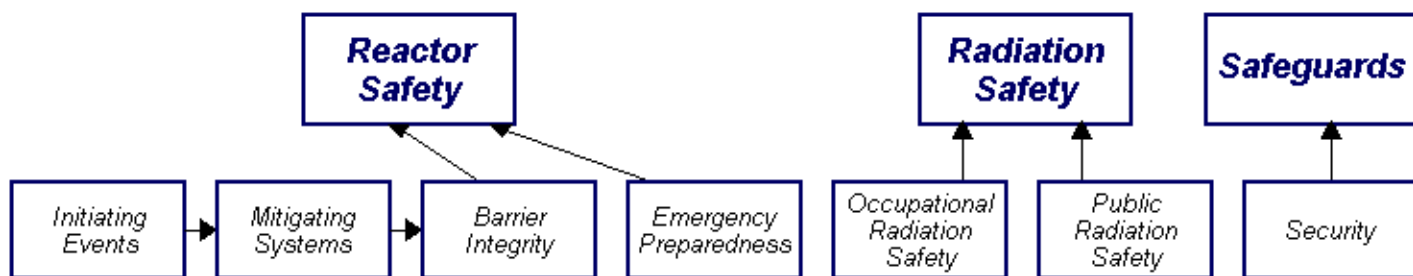 Reactor
Safety
Radiation
Safety
Safeguards
Initiating
Events
Mitigating
Systems
Barrier
Integrity
Emergency
Preparedness
Occupational
Radiation
Safety
Public
Radiation
Safety
Security